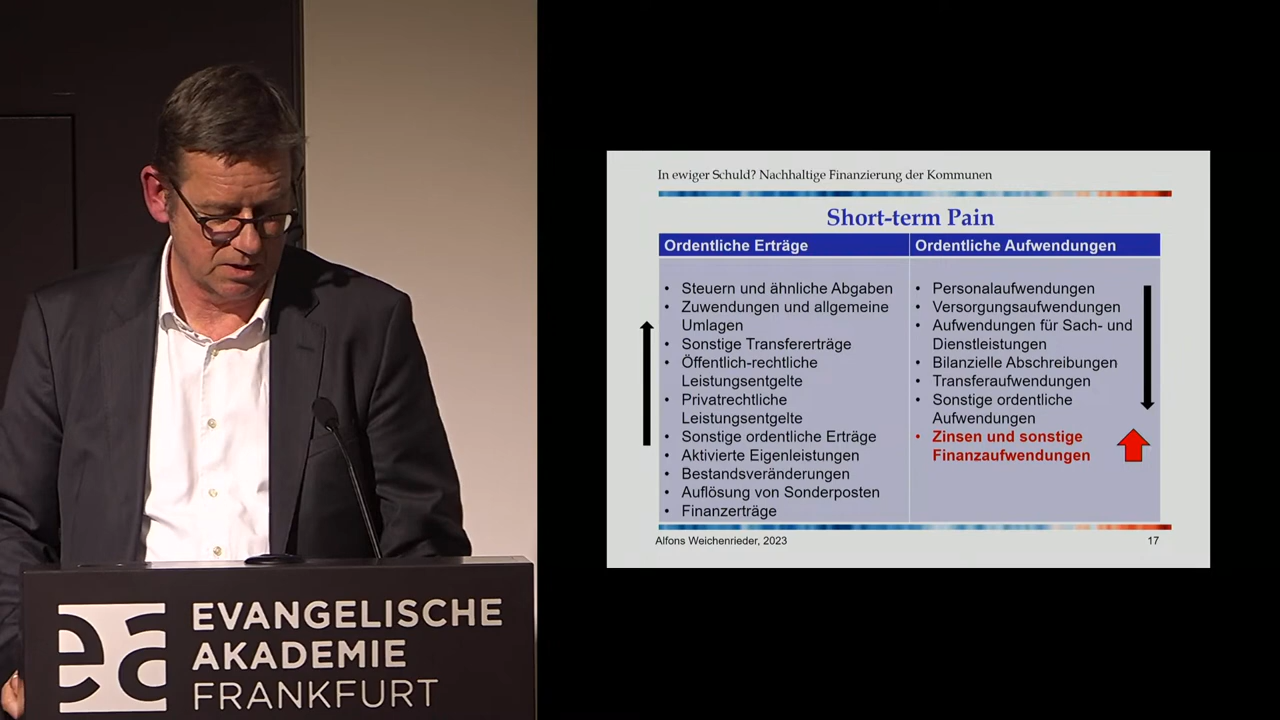 In ewiger Schuld? Nachhaltige Finanzierung der Kommunen
Short-term Pain
Ordentliche Erträge
• Steuern und ähnliche Abgaben
• Zuwendungen und allgemeine
Umlagen
• Sonstige Transfererträge
• Öffentlich-rechtliche
Leistungsentgelte
• Privatrechtliche
Leistungsentgelte
• Sonstige ordentliche Erträge
• Aktivierte Eigenleistungen
• Bestandsveränderungen
• Auflösung von Sonderposten
• Finanzerträge
Ordentliche Aufwendungen
• Personalaufwendungen
• Versorgungsaufwendungen
• Aufwendungen für Sach- und
Dienstleistungen
• Bilanzielle Abschreibungen
• Transferaufwendungen
• Sonstige ordentliche
Aufwendungen
• Zinsen und sonstige
Finanzaufwendungen
Alfons Weichenrieder, 2023
17
ea
EVANGELISCHE
AKADEMIE
FRANKFURT